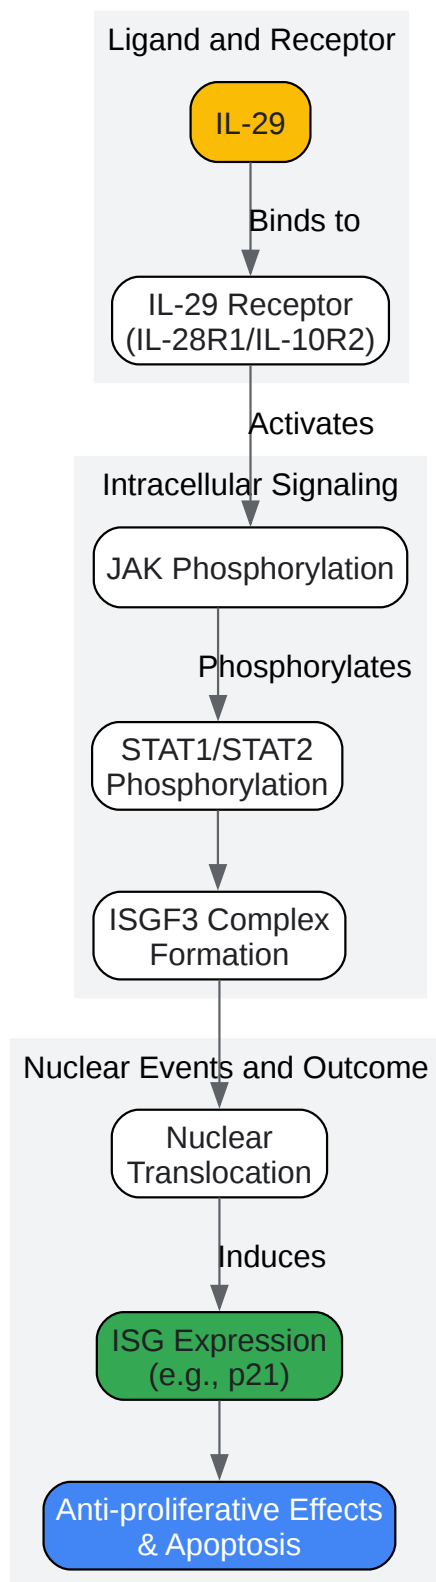 Ligand and Receptor
IL-29
Binds to
IL-29 Receptor
(IL-28R1/IL-10R2)
Activates
Intracellular Signaling
JAK Phosphorylation
Phosphorylates
STAT1/STAT2
Phosphorylation
ISGF3 Complex
Formation
Nuclear Events and Outcome
Nuclear
Translocation
Induces
ISG Expression
(e.g., p21)
Anti-proliferative Effects
& Apoptosis